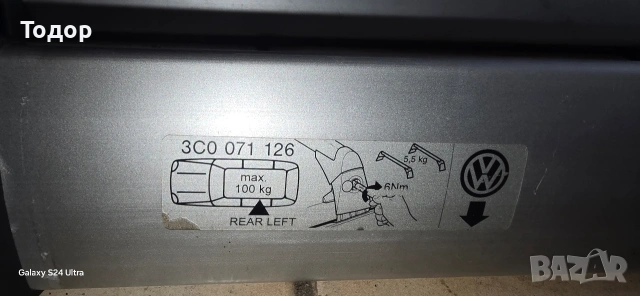 Тодор
3C0 071 126
max.
100 kg
REAR LEFT
5,5 kg
6Nm
Galaxy S24 Ultra
BAZAR